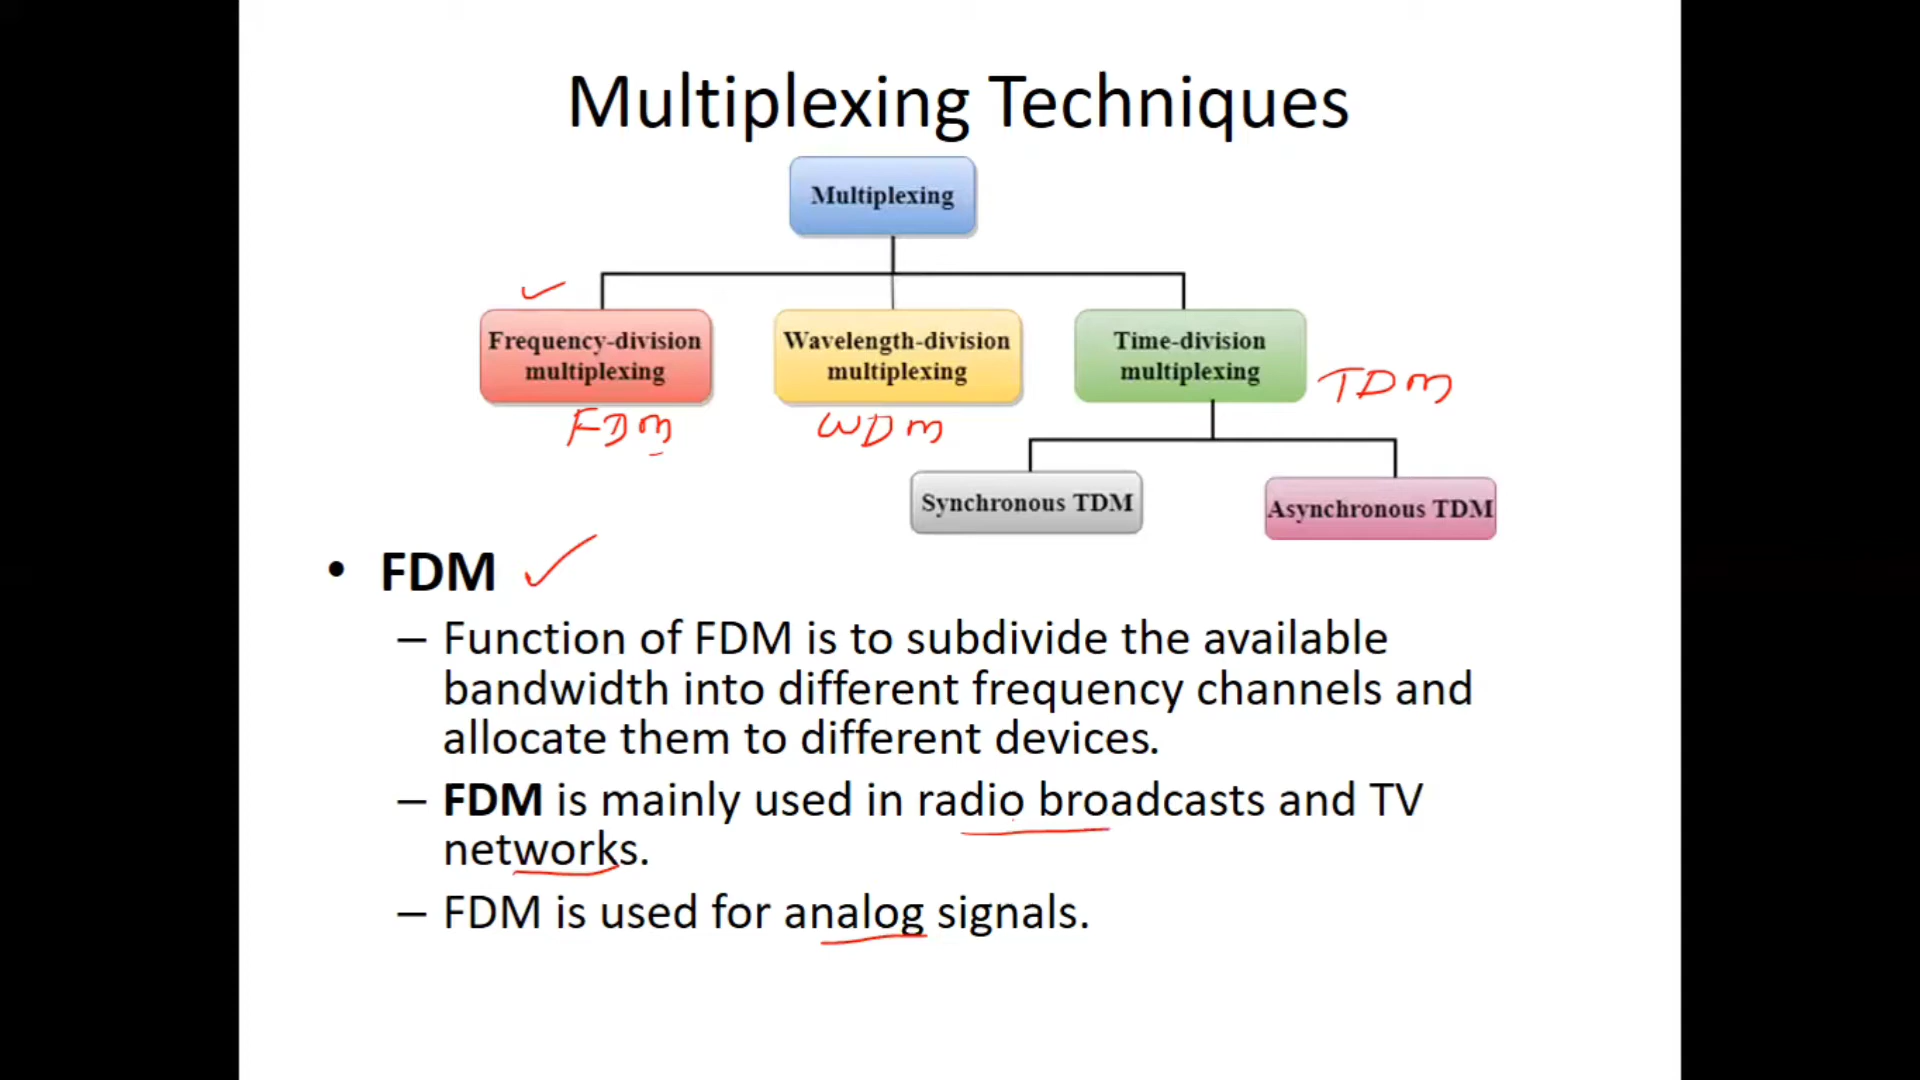 Multiplexing Techniques
Multiplexing
Frequency-division
multiplexing
Wavelength-division
multiplexing
Time-division
multiplexing
TDM
FDM
WDM
Synchronous TDM
Asynchronous TDM
• FDM
– Function of FDM is to subdivide the available
bandwidth into different frequency channels and
allocate them to different devices.
– FDM is mainly used in radio broadcasts and TV
networks.
– FDM is used for analog signals.